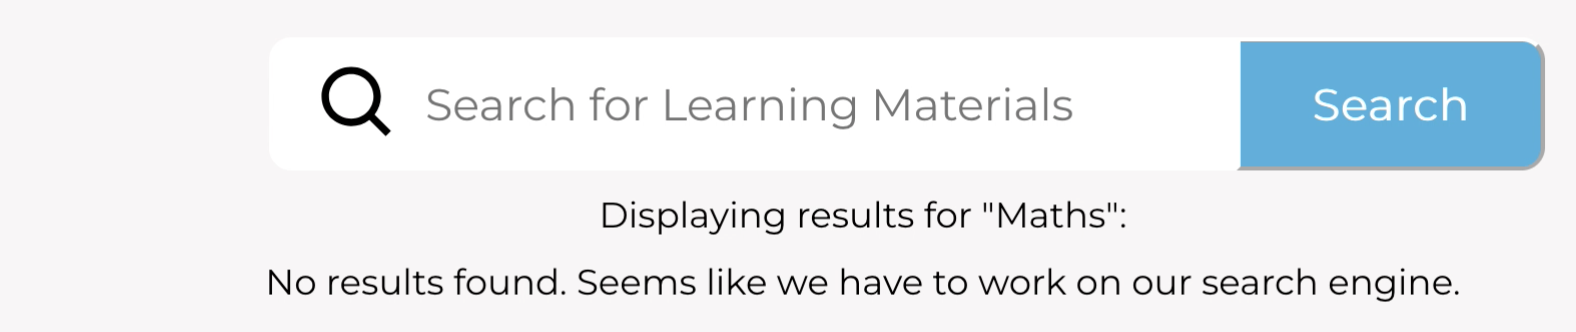 Search for Learning Materials
Search
Displaying results for "Maths":
No results found. Seems like we have to work on our search engine.